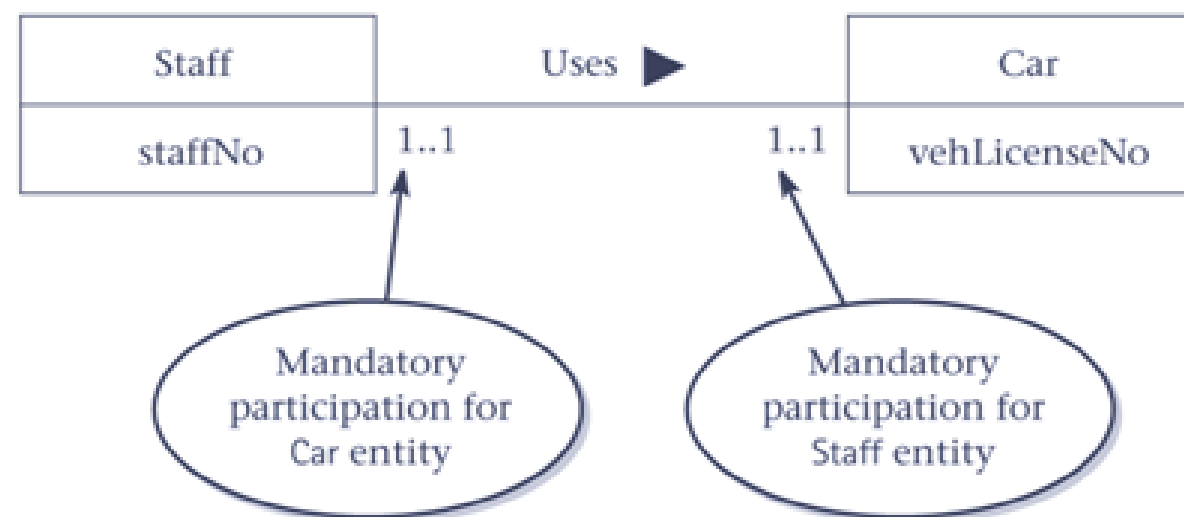 Staff
Uses ▶
Car
staffNo
1..1
1..1
vehLicenseNo
Mandatory
participation for
Car entity
Mandatory
participation for
Staff entity